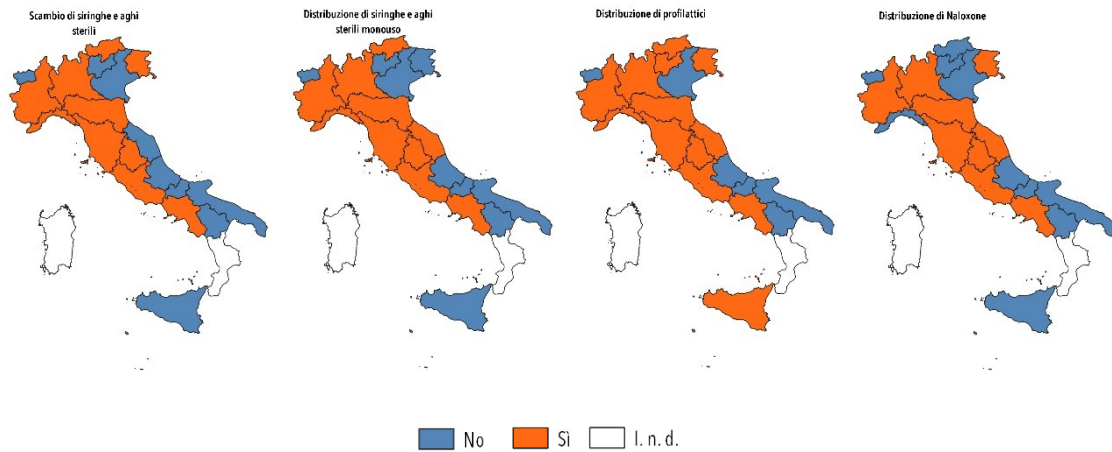 Scambio di siringhe e aghi
sterili
Distribuzione di siringhe e aghi
sterili monouso
Distribuzione di profilattici
Distribuzione di Naloxone
No
Sì
I. n. d.